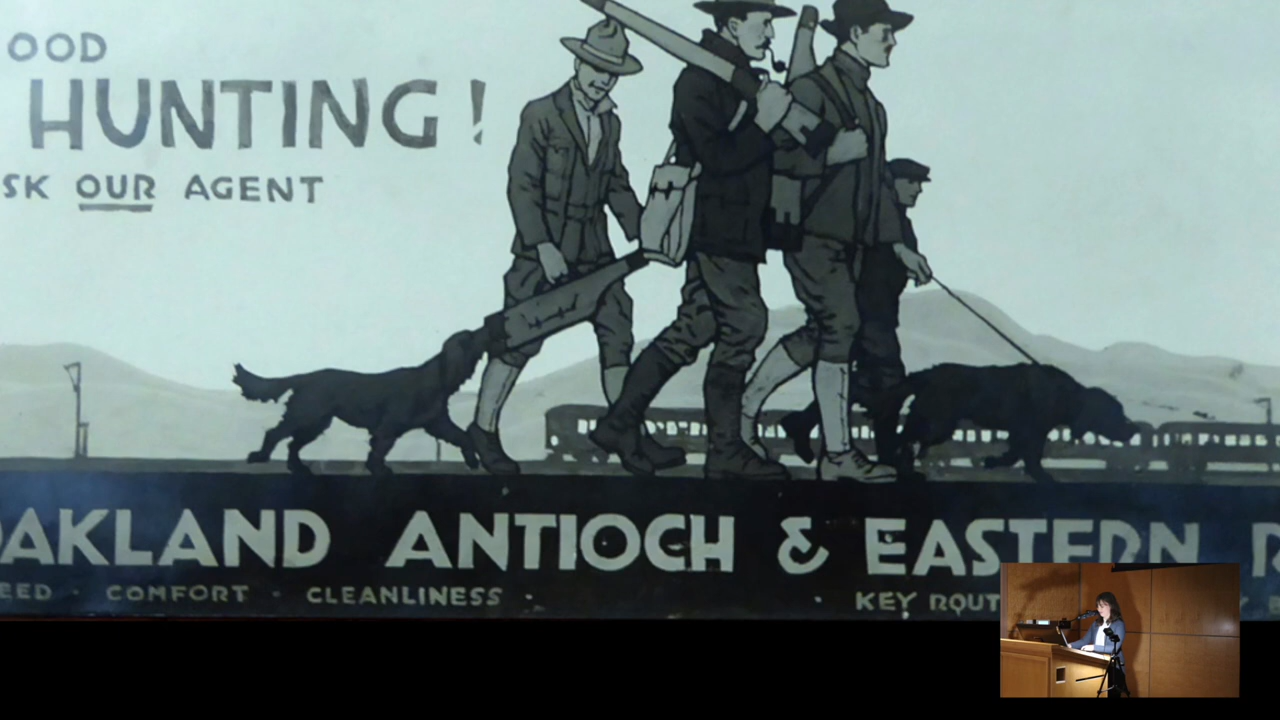 OOD
HUNTING!
SK OUR AGENT
OAKLAND ANTIOCH & EASTERN R
EED · COMFORT · CLEANLINESS ·
· KEY ROUT